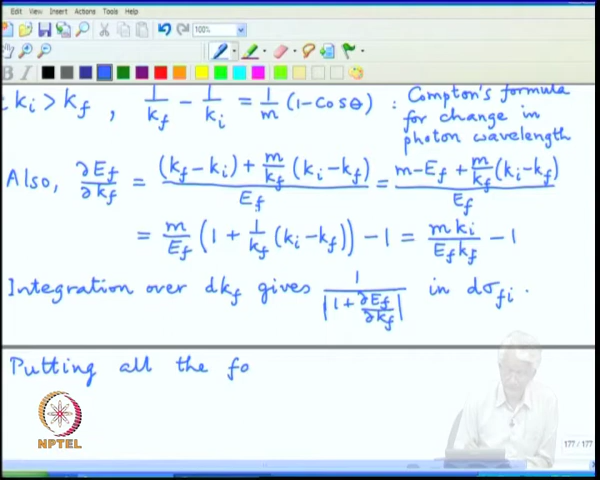 Edit View Insert Actions Tools Help
100%
B I
k_i > k_f , 1/k_f - 1/k_i = 1/m (1-Cosθ) : Compton's formula
for change in
photon wavelength
Also, ∂E_f/∂k_f = ((k_f-k_i) + m/k_f (k_i-k_f))/E_f = (m-E_f + m/k_f (k_i-k_f))/E_f
= m/E_f (1 + 1/k_f (k_i-k_f)) - 1 = m k_i/(E_f k_f) - 1
Integration over dk_f gives 1/|1+∂E_f/∂k_f| in dσ_fi .
Putting all the fo
NPTEL
177 / 177